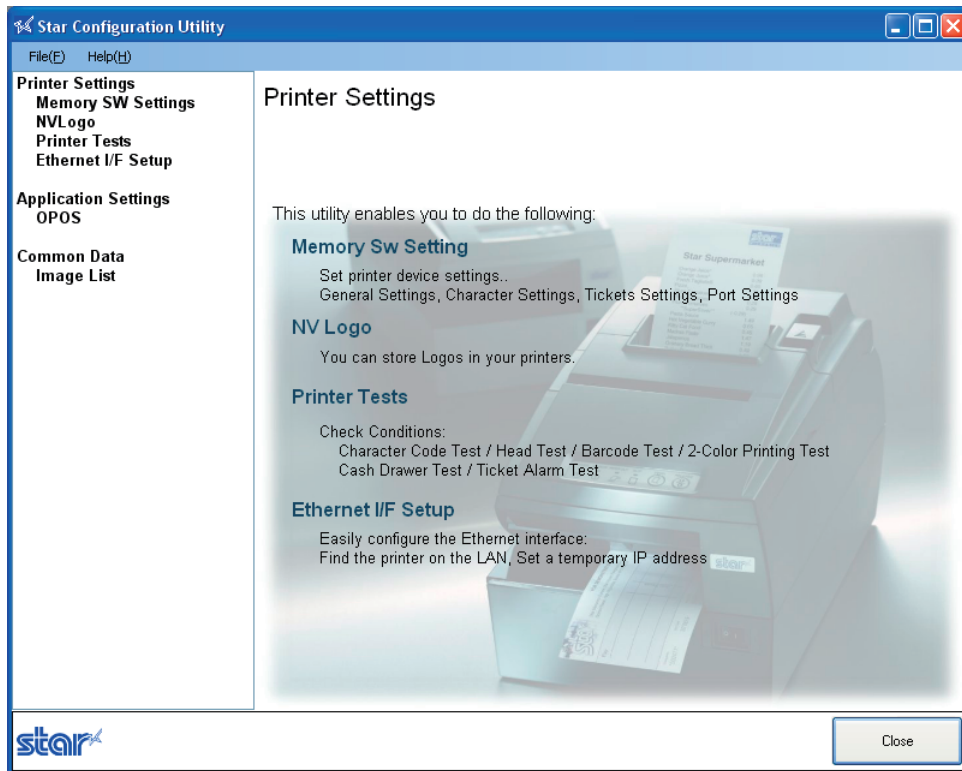 Star Configuration Utility
File(F) Help(H)
Printer Settings
Memory SW Settings
NVLogo
Printer Tests
Ethernet I/F Setup
Application Settings
OPOS
Common Data
Image List
Printer Settings
This utility enables you to do the following:
Memory Sw Setting
Set printer device settings..
General Settings, Character Settings, Tickets Settings, Port Settings
NV Logo
You can store Logos in your printers.
Printer Tests
Check Conditions:
Character Code Test / Head Test / Barcode Test / 2-Color Printing Test
Cash Drawer Test / Ticket Alarm Test
Ethernet I/F Setup
Easily configure the Ethernet interface:
Find the printer on the LAN, Set a temporary IP address
star
Star Supermarket
star
star
Close